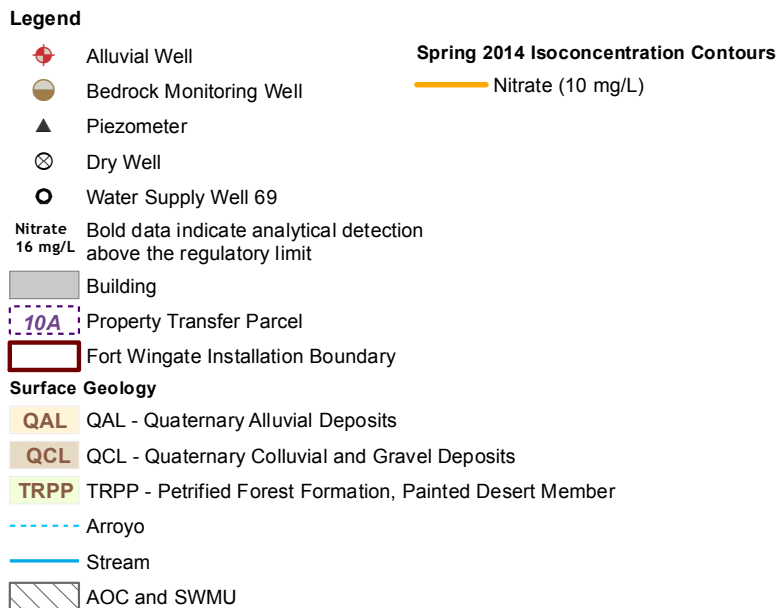 Legend
Alluvial Well
Bedrock Monitoring Well
Piezometer
Dry Well
Water Supply Well 69
Nitrate
16 mg/L
Bold data indicate analytical detection
above the regulatory limit
Building
10A Property Transfer Parcel
Fort Wingate Installation Boundary
Surface Geology
QAL QAL - Quaternary Alluvial Deposits
QCL QCL - Quaternary Colluvial and Gravel Deposits
TRPP TRPP - Petrified Forest Formation, Painted Desert Member
Arroyo
Stream
AOC and SWMU
Spring 2014 Isoconcentration Contours
Nitrate (10 mg/L)